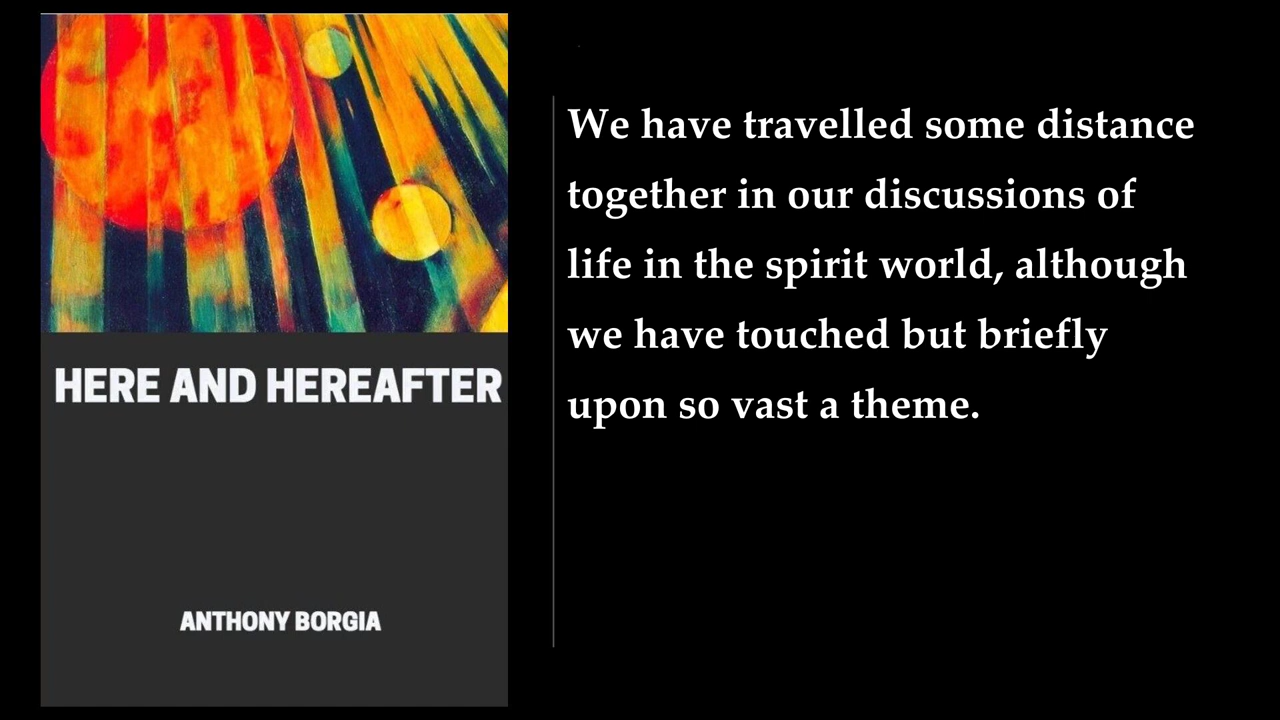 HERE AND HEREAFTER
ANTHONY BORGIA
We have travelled some distance
together in our discussions of
life in the spirit world, although
we have touched but briefly
upon so vast a theme.